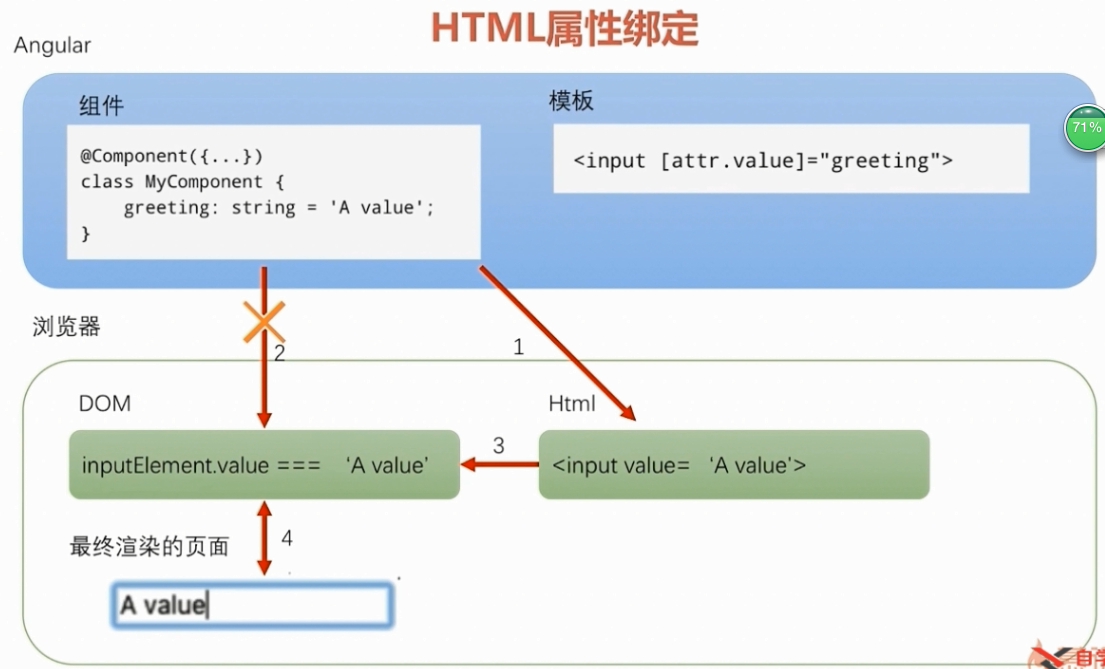 HTML属性绑定
Angular
组件
模板
@Component({...})
class MyComponent {
greeting: string = 'A value';
}
<input [attr.value]="greeting">
71%
浏览器
2
1
DOM
Html
inputElement.value === ‘A value’
3
<input value= ‘A value’>
最终渲染的页面
4
A value